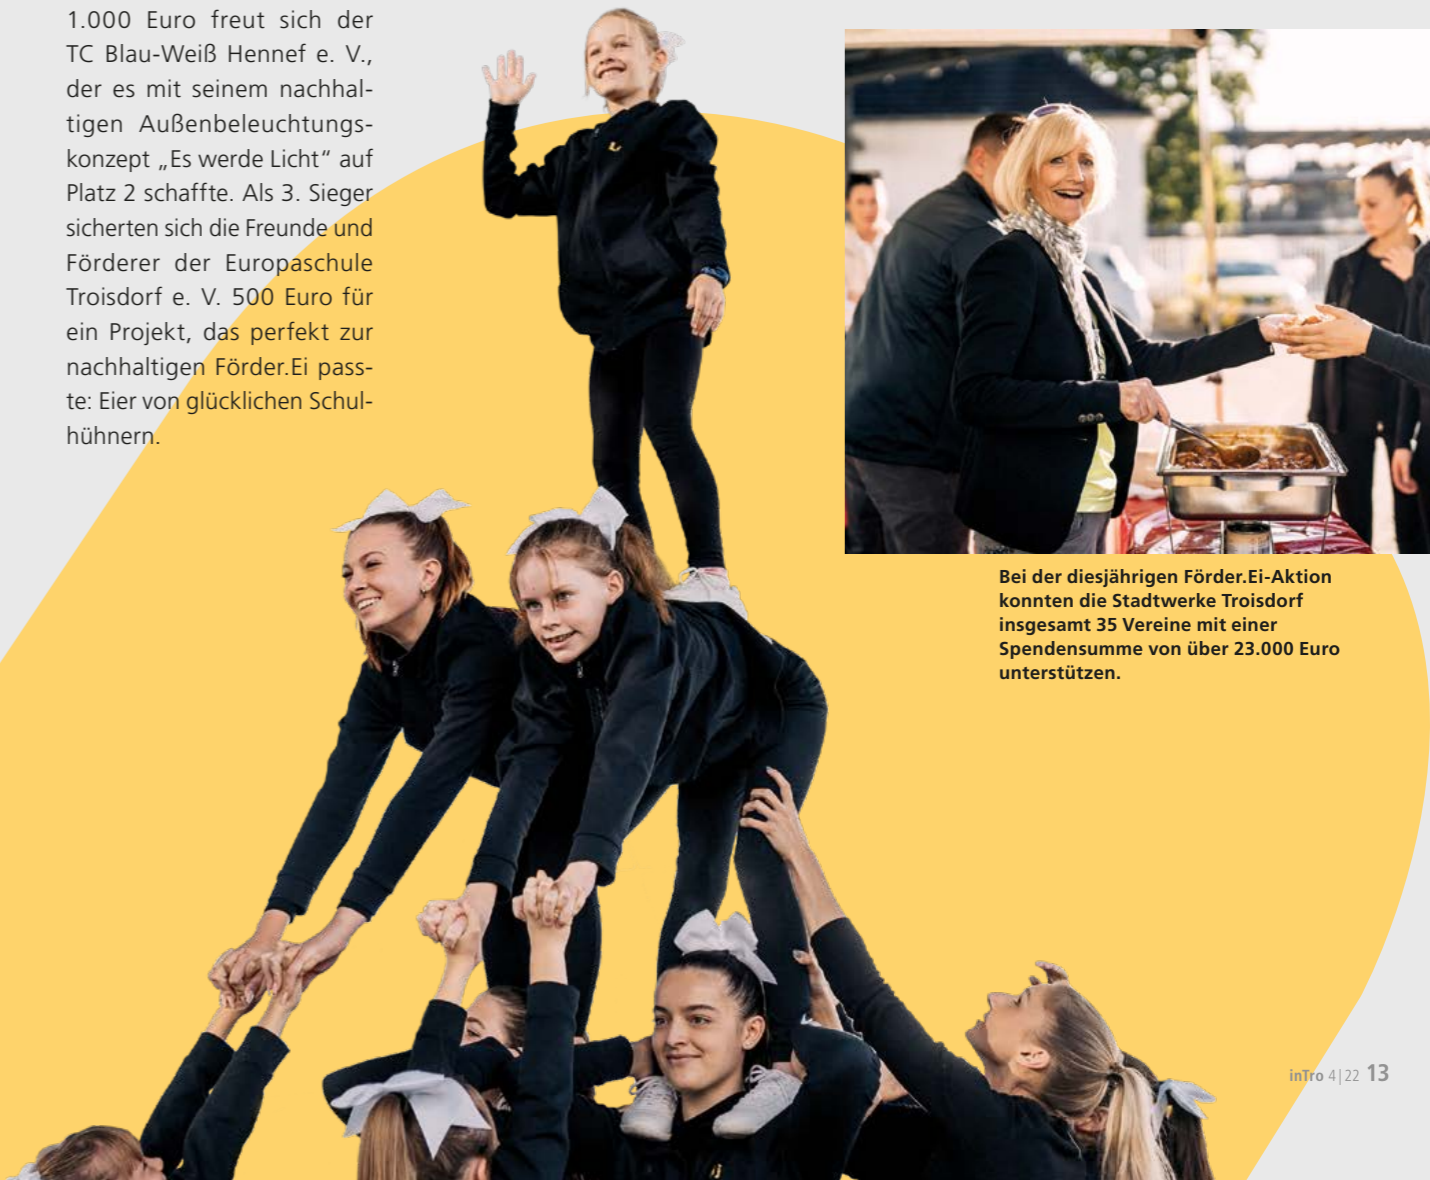 1.000 Euro freut sich der
TC Blau-Weiß Hennef e. V.,
der es mit seinem nachhal-
tigen Außenbeleuchtungs-
konzept „Es werde Licht“ auf
Platz 2 schaffte. Als 3. Sieger
sicherten sich die Freunde und
Förderer der Europaschule
Troisdorf e. V. 500 Euro für
ein Projekt, das perfekt zur
nachhaltigen Förder.Ei pass-
te: Eier von glücklichen Schul-
hühnern.
Bei der diesjährigen Förder.Ei-Aktion
konnten die Stadtwerke Troisdorf
insgesamt 35 Vereine mit einer
Spendensumme von über 23.000 Euro
unterstützen.
inTro 4|22 13